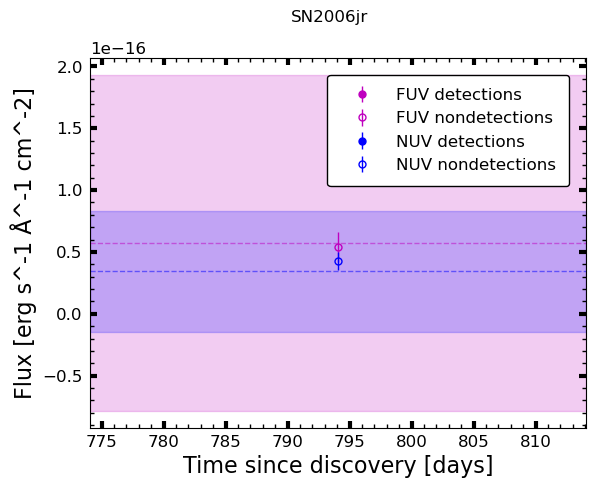 SN2006jr
1e−16
2.0
1.5
1.0
0.5
0.0
−0.5
Flux [erg s^-1 Å^-1 cm^-2]
FUV detections
FUV nondetections
NUV detections
NUV nondetections
775 780 785 790 795 800 805 810
Time since discovery [days]